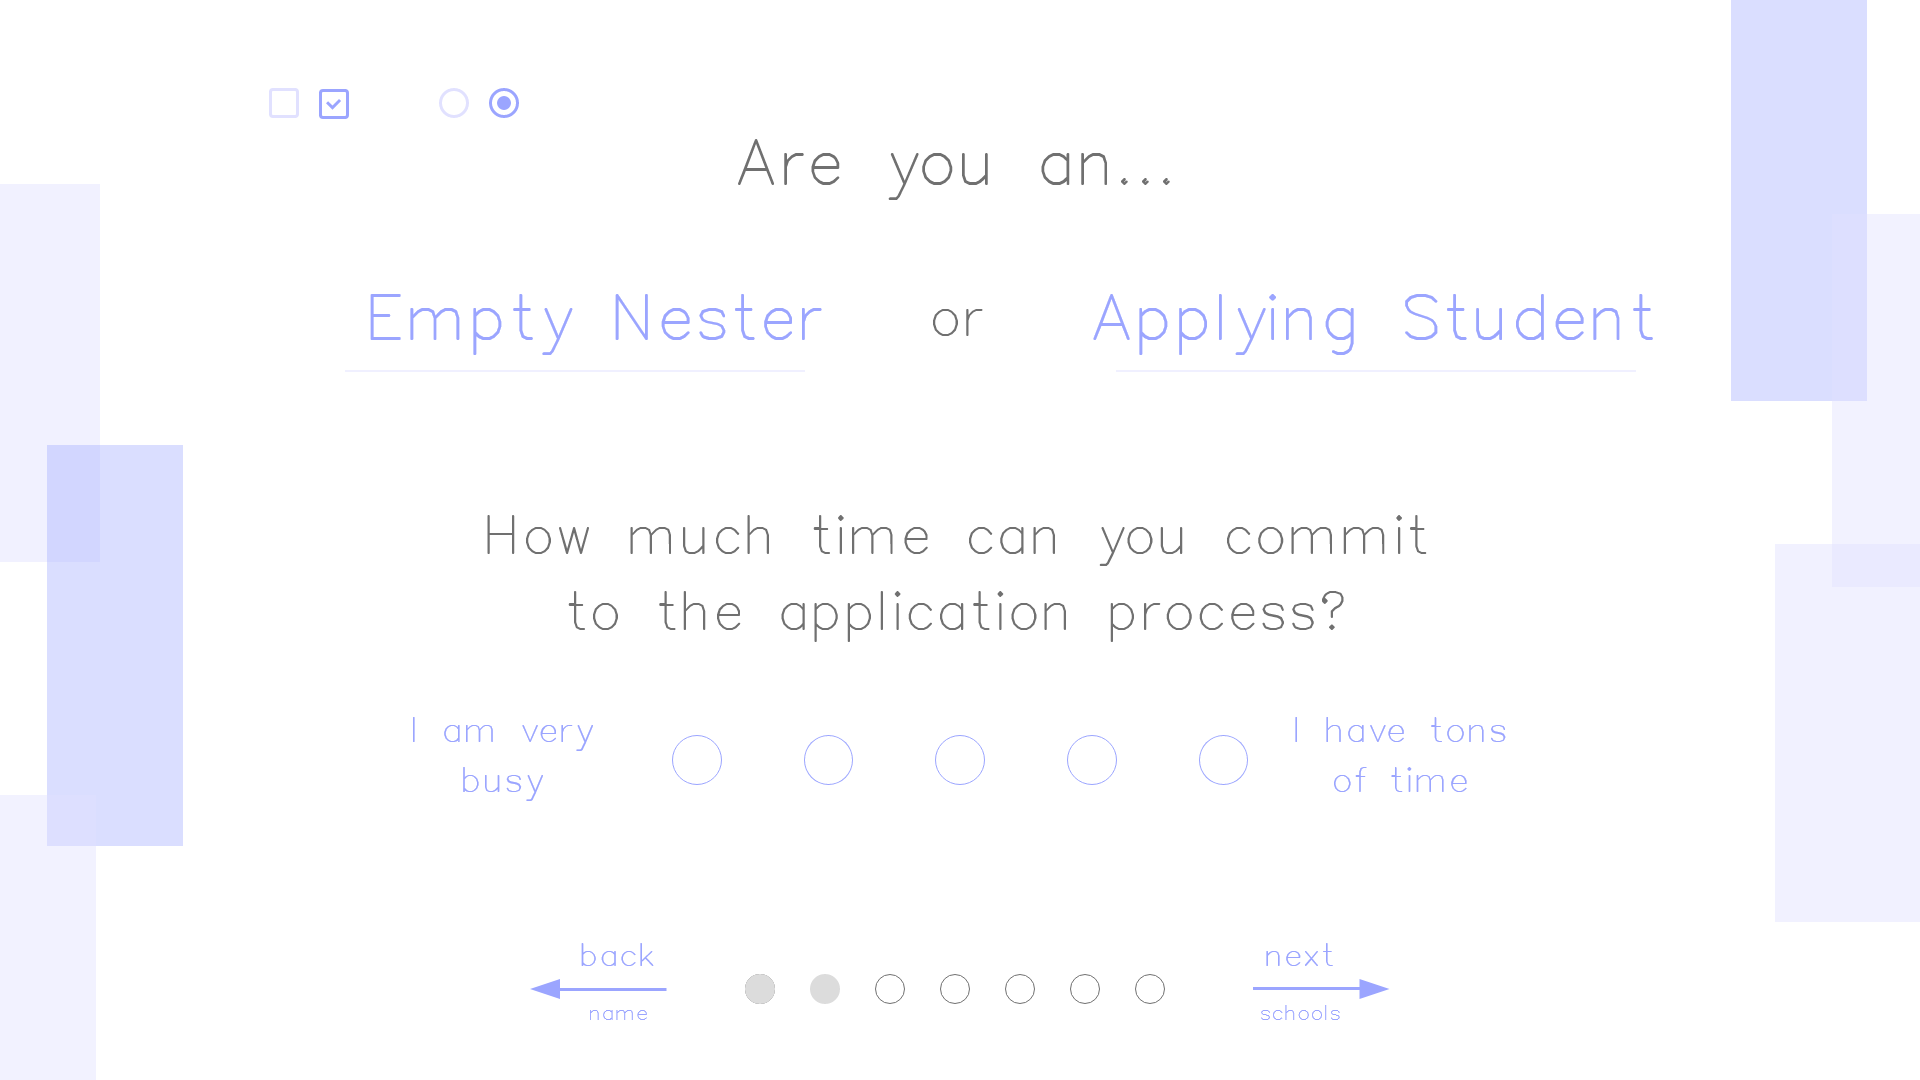 Are you an...
Empty Nester or Applying Student
How much time can you commit
to the application process?
I am very
busy
I have tons
of time
back
name
next
schools